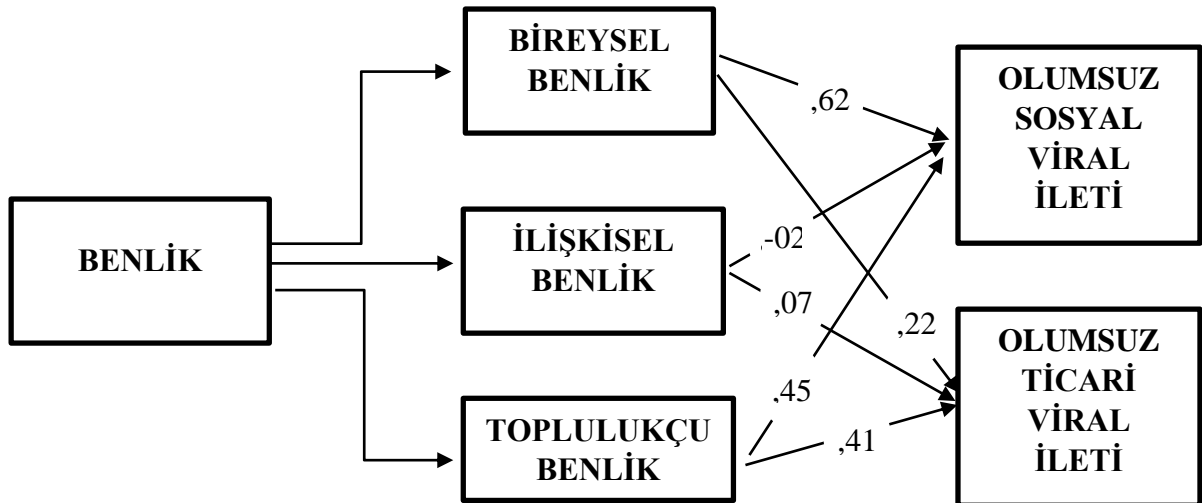 BİREYSEL
BENLİK
OLUMSUZ
SOSYAL
VİRAL
İLETİ
,62
BENLİK
İLİŞKİSEL
BENLİK
,-02
,07
,22
OLUMSUZ
TİCARİ
VİRAL
İLETİ
TOPLULUKÇU
BENLİK
,45
,41